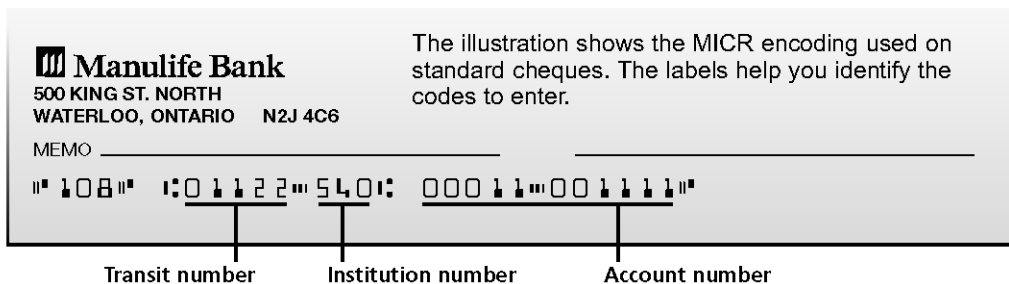 Manulife Bank
500 KING ST. NORTH
WATERLOO, ONTARIO N2J 4C6
The illustration shows the MICR encoding used on
standard cheques. The labels help you identify the
codes to enter.
MEMO
⑈108⑈ ⑆01122⑉540⑆ 00011⑉001111⑈
Transit number Institution number Account number